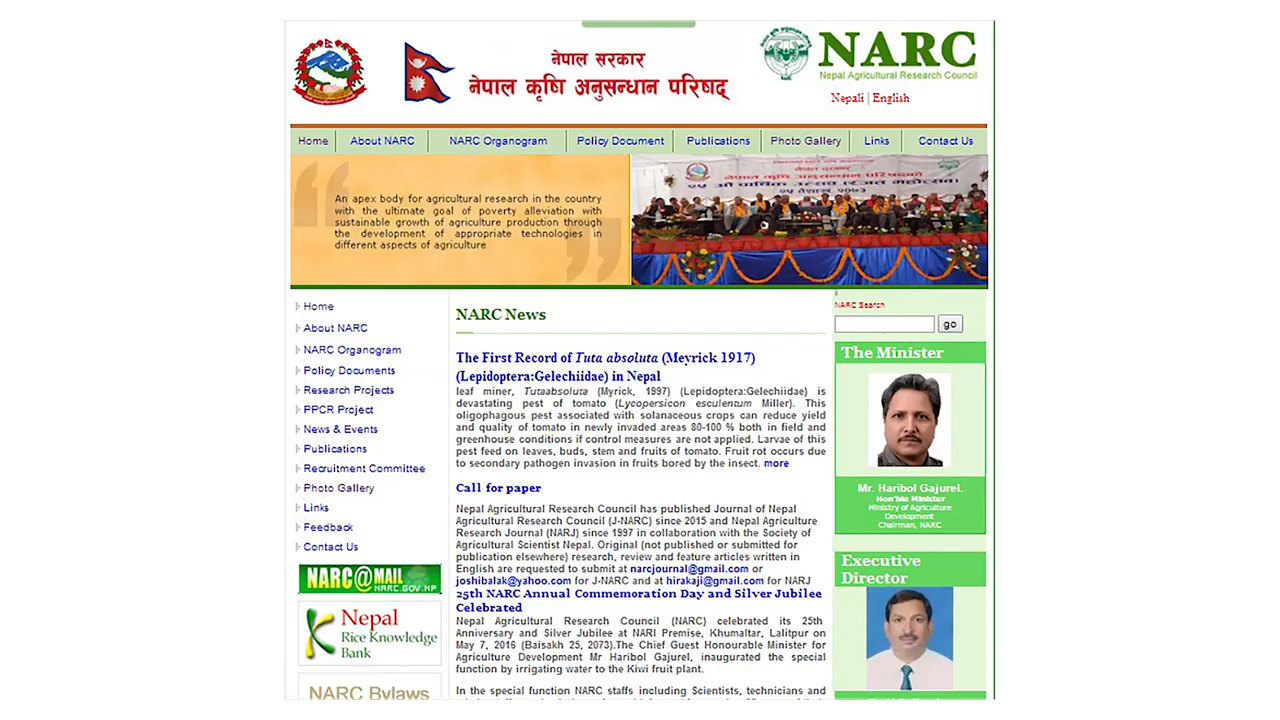 नेपाल सरकार
नेपाल कृषि अनुसन्धान परिषद्
NARC
Nepal Agricultural Research Council
Nepali | English
Home
About NARC
NARC Organogram
Policy Document
Publications
Photo Gallery
Links
Contact Us
An apex body for agricultural research in the country
with the ultimate goal of poverty alleviation with
sustainable growth of agriculture production through
the development of appropriate technologies in
different aspects of agriculture
नेपाल सरकार
नेपाल कृषि अनुसन्धान परिषदको
२५ औं वार्षिक उत्सव (रजत महोत्सव)
२५ बैशाख, २०७३
Home
About NARC
NARC Organogram
Policy Documents
Research Projects
PPCR Project
News & Events
Publications
Recruitment Committee
Photo Gallery
Links
Feedback
Contact Us
NARC@MAIL
NARC.GOV.NP
Nepal
Rice Knowledge
Bank
NARC Bylaws
NARC News
The First Record of Tuta absoluta (Meyrick 1917)
(Lepidoptera:Gelechiidae) in Nepal
leaf miner, Tutaabsoluta (Myrick, 1997) (Lepidoptera:Gelechiidae) is
devastating pest of tomato (Lycopersicon esculentum Miller). This
oligophagous pest associated with solanaceous crops can reduce yield
and quality of tomato in newly invaded areas 80-100 % both in field and
greenhouse conditions if control measures are not applied. Larvae of this
pest feed on leaves, buds, stem and fruits of tomato. Fruit rot occurs due
to secondary pathogen invasion in fruits bored by the insect. more
Call for paper
Nepal Agricultural Research Council has published Journal of Nepal
Agricultural Research Council (J-NARC) since 2015 and Nepal Agriculture
Research Journal (NARJ) since 1997 in collaboration with the Society of
Agricultural Scientist Nepal. Original (not published or submitted for
publication elsewhere) research, review and feature articles written in
English are requested to submit at narcjournal@gmail.com or
joshibalak@yahoo.com for J-NARC and at hirakaji@gmail.com for NARJ
25th NARC Annual Commemoration Day and Silver Jubilee
Celebrated
Nepal Agricultural Research Council (NARC) celebrated its 25th
Anniversary and Silver Jubilee at NARI Premise, Khumaltar, Lalitpur on
May 7, 2016 (Baisakh 25, 2073).The Chief Guest Honourable Minister for
Agriculture Development Mr Haribol Gajurel, inaugurated the special
function by irrigating water to the Kiwi fruit plant.
In the special function NARC staffs including Scientists, technicians and
NARC Search
go
The Minister
Mr. Haribol Gajurel.
Hon'ble Minister
Ministry of Agriculture
Development
Chairman, NARC
Executive
Director